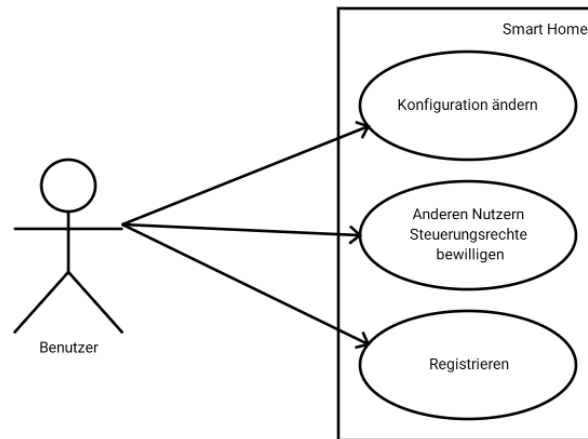 Smart Home
Konfiguration ändern
Anderen Nutzern
Steuerungsrechte
bewilligen
Benutzer
Registrieren